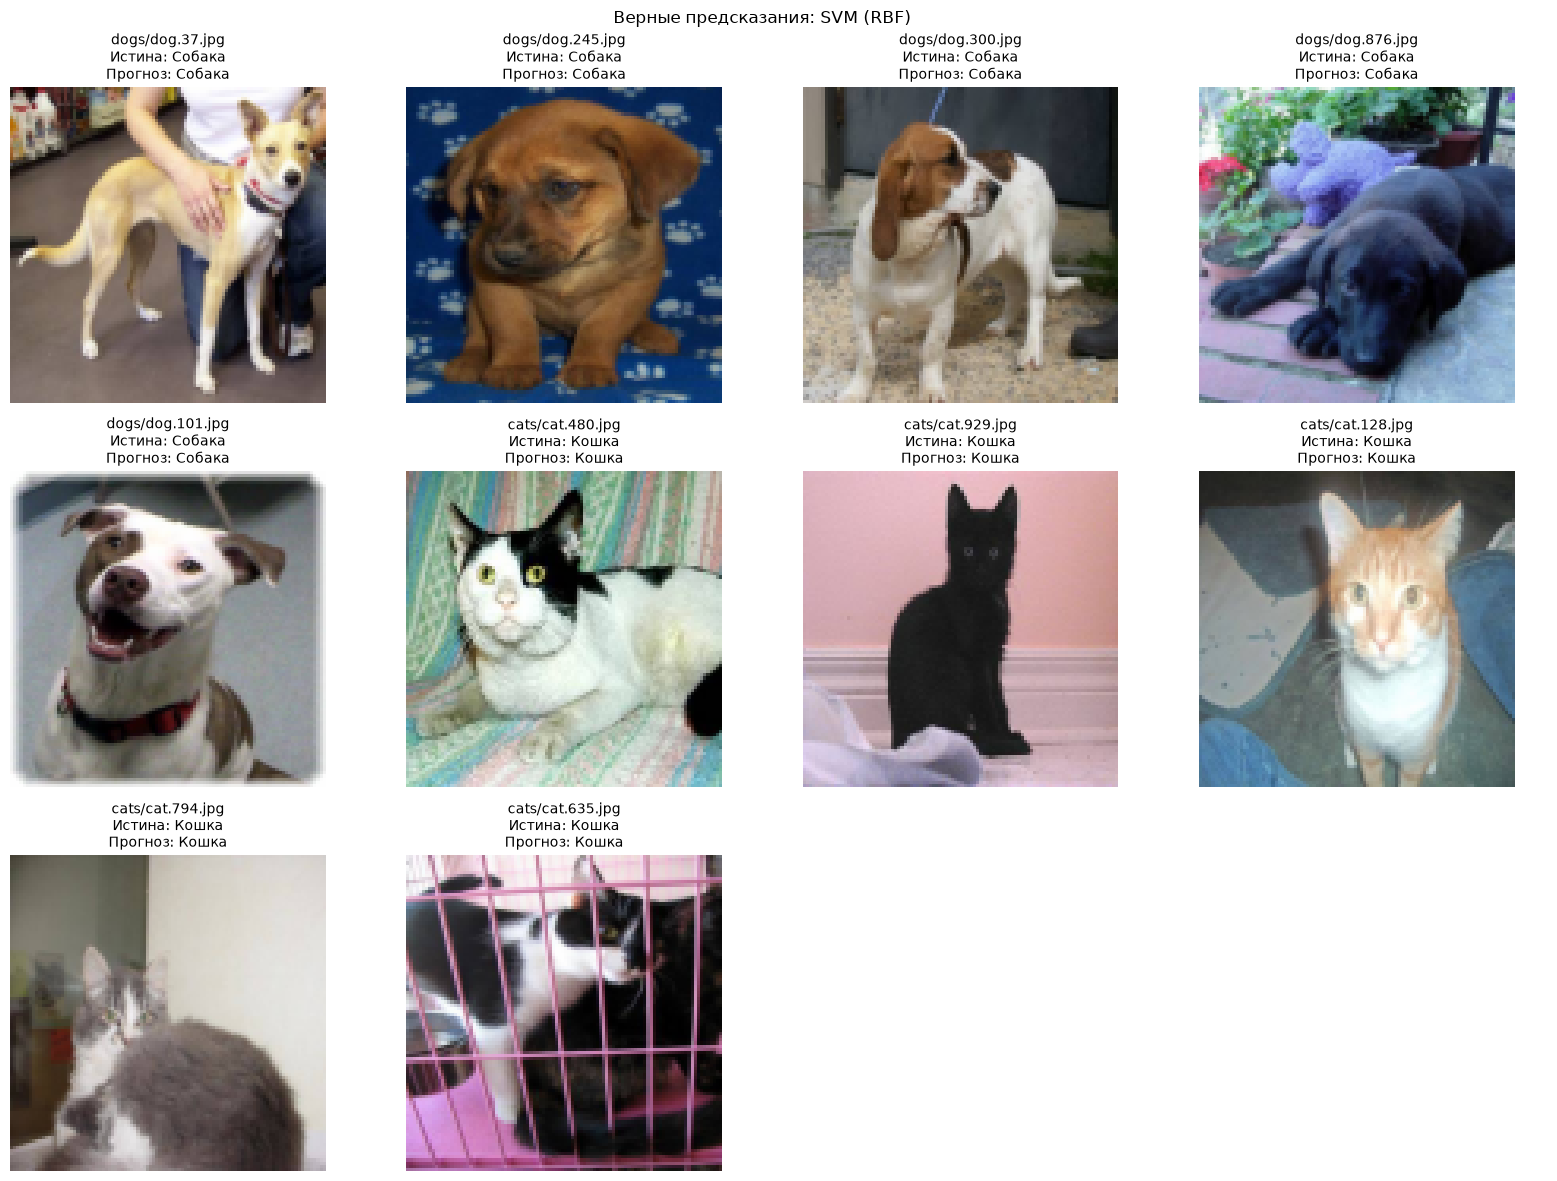 Верные предсказания: SVM (RBF)
dogs/dog.37.jpg
Истина: Собака
Прогноз: Собака
dogs/dog.245.jpg
Истина: Собака
Прогноз: Собака
dogs/dog.300.jpg
Истина: Собака
Прогноз: Собака
dogs/dog.876.jpg
Истина: Собака
Прогноз: Собака
dogs/dog.101.jpg
Истина: Собака
Прогноз: Собака
cats/cat.480.jpg
Истина: Кошка
Прогноз: Кошка
cats/cat.929.jpg
Истина: Кошка
Прогноз: Кошка
cats/cat.128.jpg
Истина: Кошка
Прогноз: Кошка
cats/cat.794.jpg
Истина: Кошка
Прогноз: Кошка
cats/cat.635.jpg
Истина: Кошка
Прогноз: Кошка